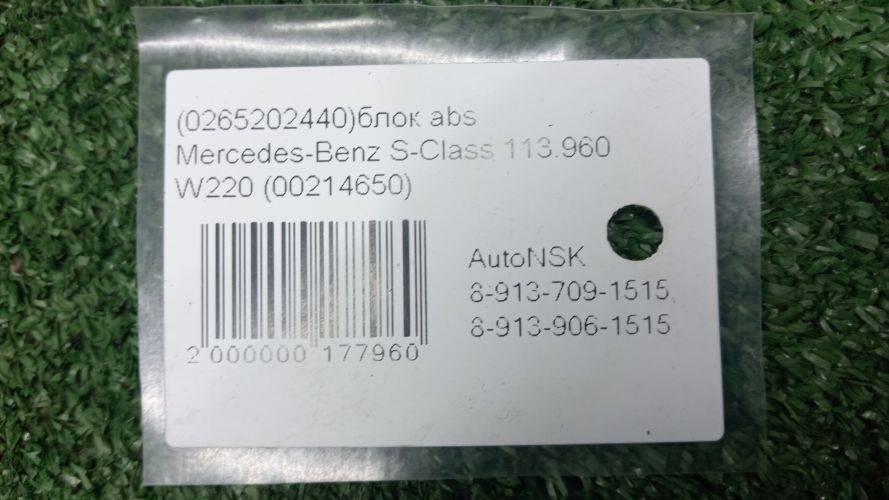 (0265202440)блок abs
Mercedes-Benz S-Class 113.960
W220 (00214650)
AutoNSK
8-913-709-1515,
8-913-906-1515
2 000000 177960